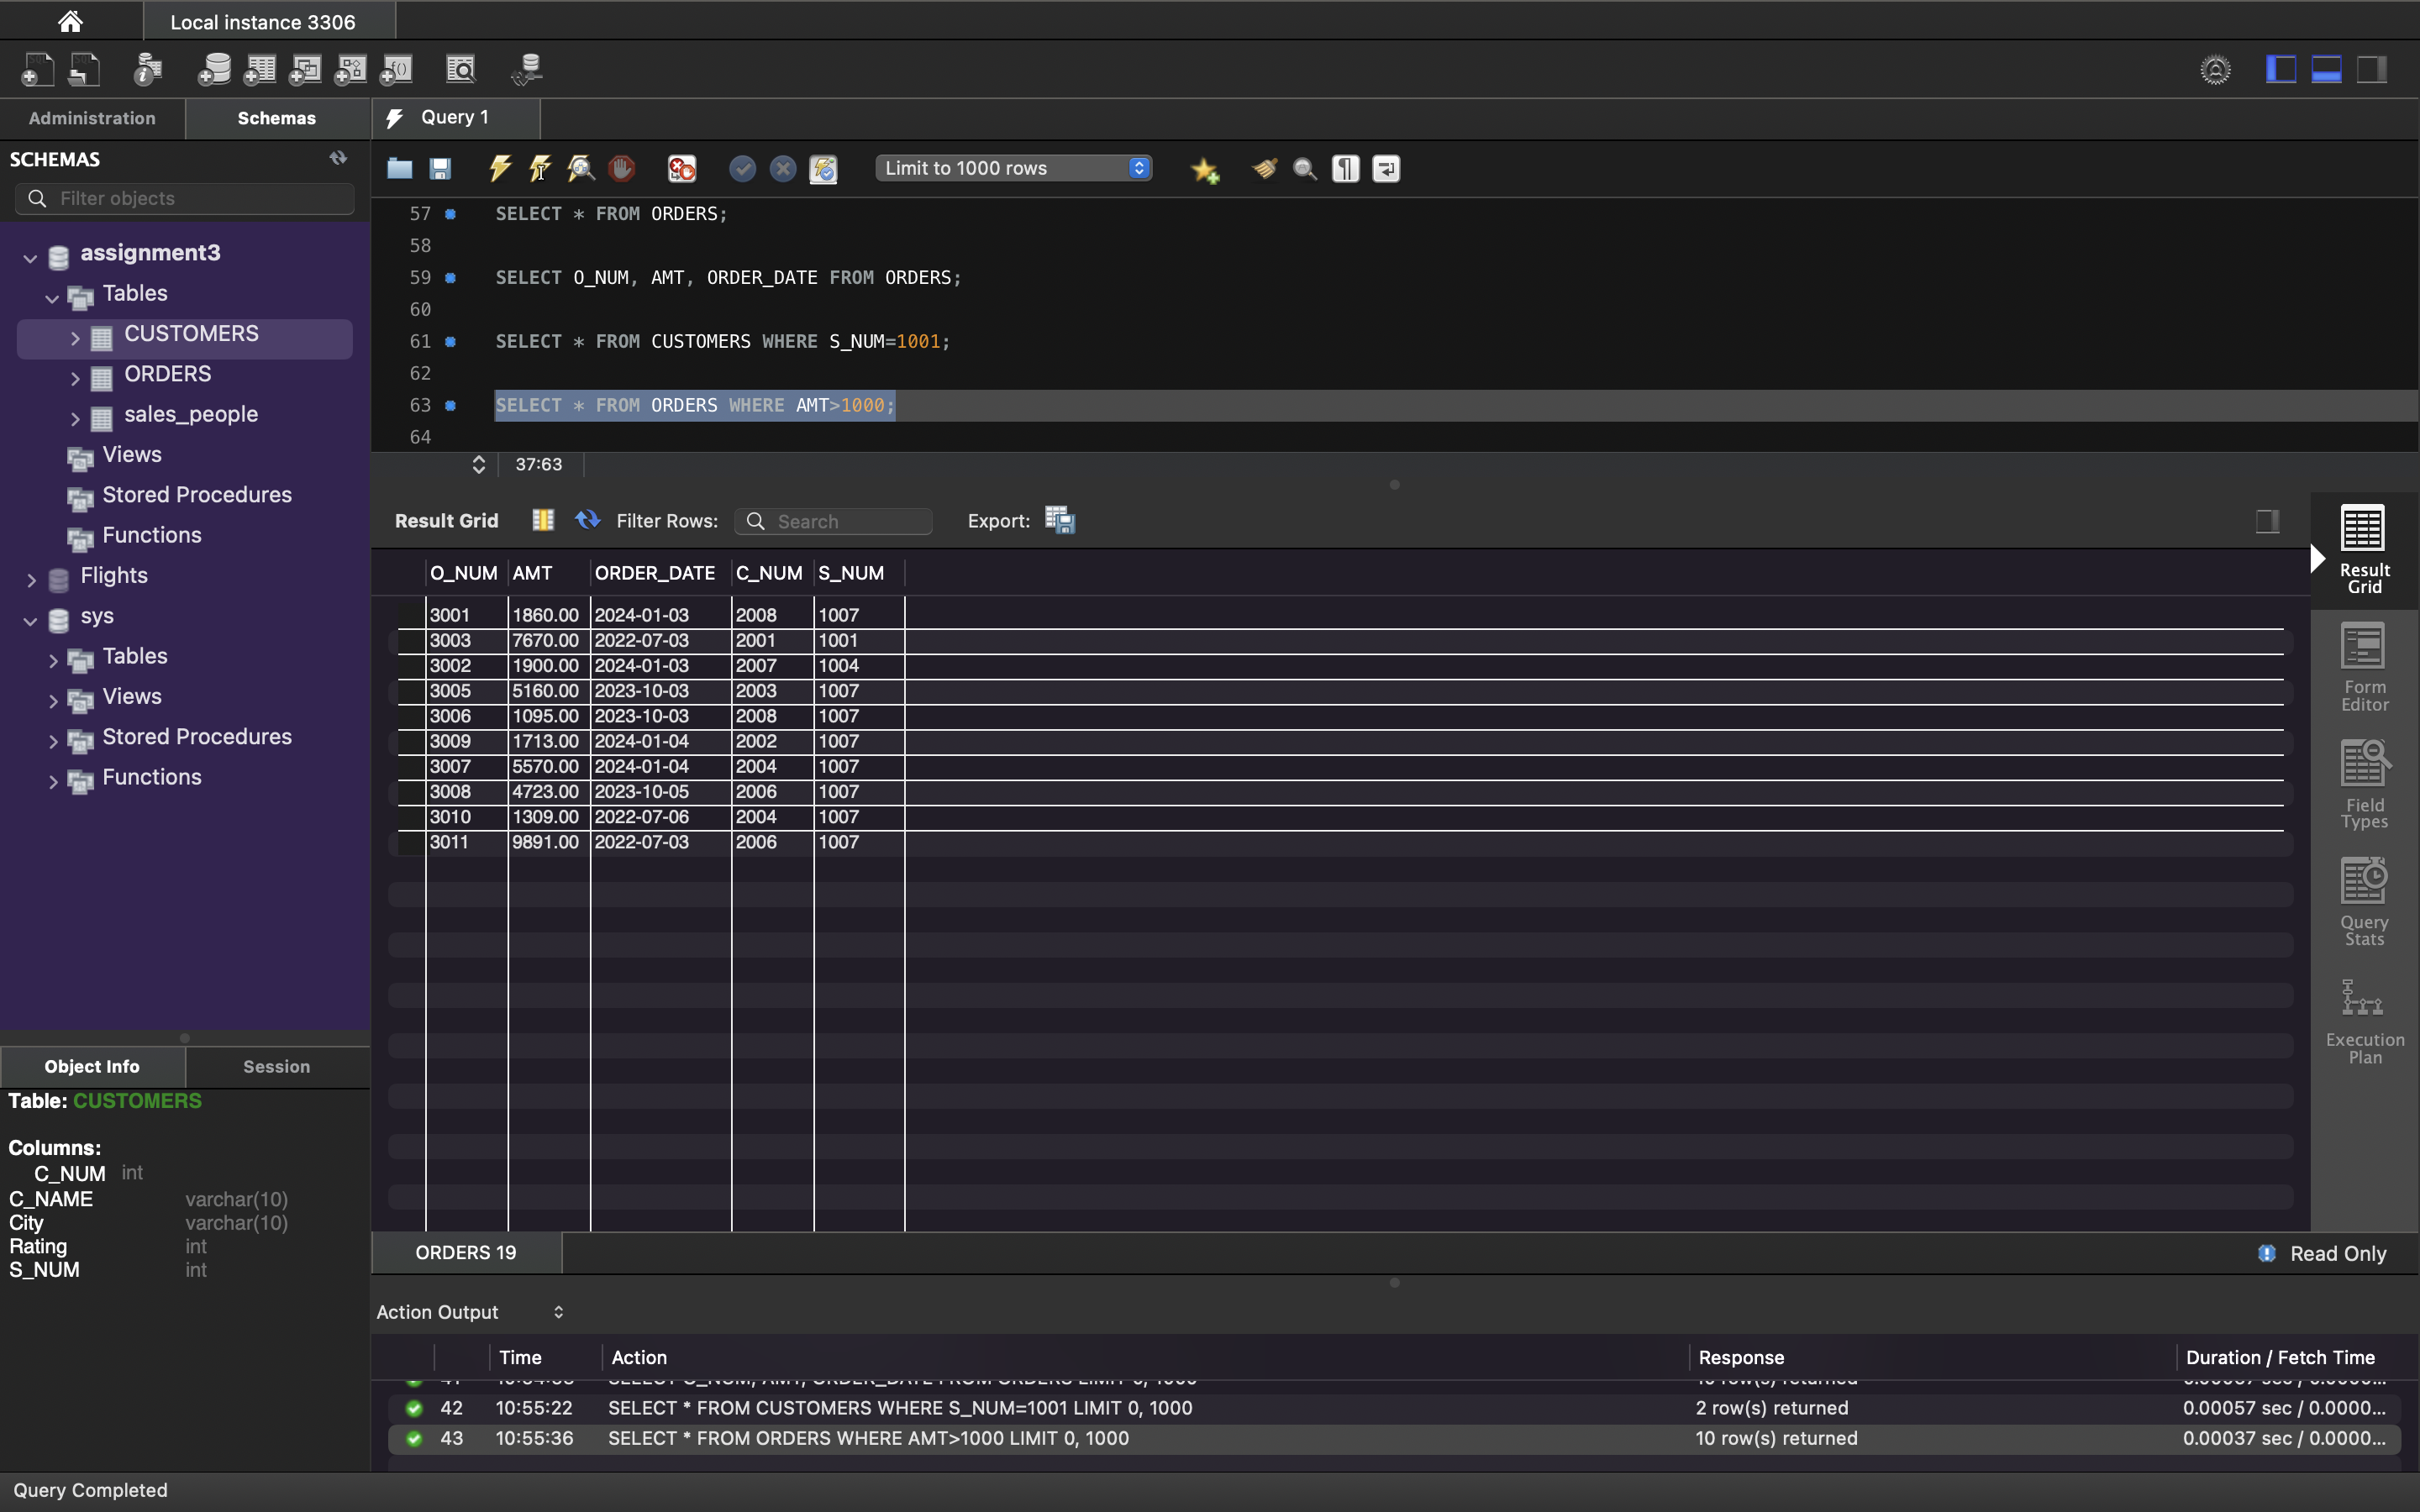 Local instance 3306
Administration
Schemas
Query 1
SCHEMAS
Filter objects
Limit to 1000 rows
assignment3
Tables
CUSTOMERS
ORDERS
sales_people
Views
Stored Procedures
Functions
Flights
sys
Tables
Views
Stored Procedures
Functions
57 SELECT * FROM ORDERS;
58
59 SELECT O_NUM, AMT, ORDER_DATE FROM ORDERS;
60
61 SELECT * FROM CUSTOMERS WHERE S_NUM=1001;
62
63 SELECT * FROM ORDERS WHERE AMT>1000;
64
37:63
Result Grid Filter Rows: Search Export:
O_NUM AMT ORDER_DATE C_NUM S_NUM
3001 1860.00 2024-01-03 2008 1007
3003 7670.00 2022-07-03 2001 1001
3002 1900.00 2024-01-03 2007 1004
3005 5160.00 2023-10-03 2003 1007
3006 1095.00 2023-10-03 2008 1007
3009 1713.00 2024-01-04 2002 1007
3007 5570.00 2024-01-04 2004 1007
3008 4723.00 2023-10-05 2006 1007
3010 1309.00 2022-07-06 2004 1007
3011 9891.00 2022-07-03 2006 1007
Result
Grid
Form
Editor
Field
Types
Query
Stats
Execution
Plan
Object Info Session
Table: CUSTOMERS
Columns:
C_NUM int
C_NAME varchar(10)
City varchar(10)
Rating int
S_NUM int
ORDERS 19
Read Only
Action Output
Time Action Response Duration / Fetch Time
42 10:55:22 SELECT * FROM CUSTOMERS WHERE S_NUM=1001 LIMIT 0, 1000 2 row(s) returned 0.00057 sec / 0.0000...
43 10:55:36 SELECT * FROM ORDERS WHERE AMT>1000 LIMIT 0, 1000 10 row(s) returned 0.00037 sec / 0.0000...
Query Completed